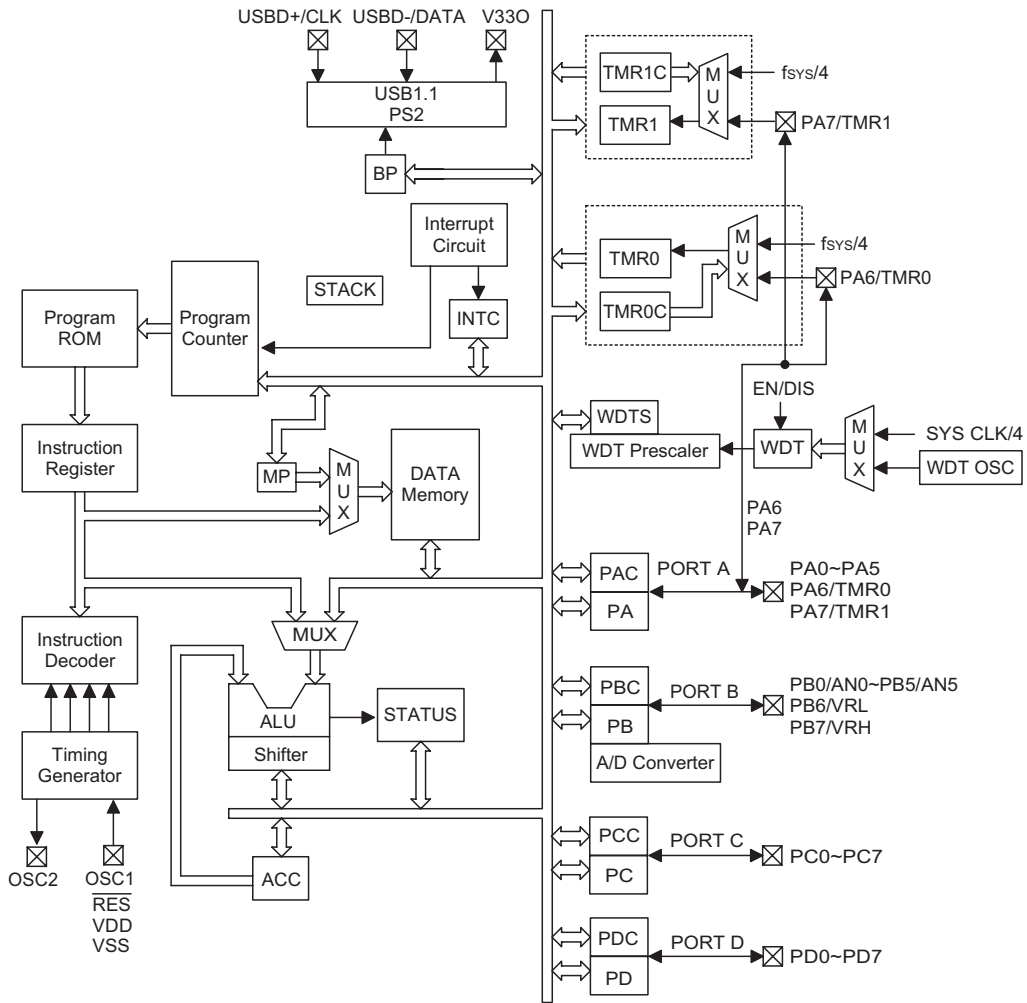 USBD+/CLK
USBD-/DATA
V33O
USB1.1
PS2
BP
TMR1C
TMR1
MUX
fSYS/4
PA7/TMR1
Interrupt
Circuit
STACK
INTC
TMR0
TMR0C
MUX
fSYS/4
PA6/TMR0
Program
ROM
Program
Counter
EN/DIS
WDTS
WDT Prescaler
WDT
MUX
SYS CLK/4
WDT OSC
Instruction
Register
MP
MUX
DATA
Memory
PA6
PA7
PAC
PA
PORT A
PA0~PA5
PA6/TMR0
PA7/TMR1
Instruction
Decoder
MUX
ALU
Shifter
STATUS
PBC
PB
A/D Converter
PORT B
PB0/AN0~PB5/AN5
PB6/VRL
PB7/VRH
Timing
Generator
OSC2
OSC1
RES
VDD
VSS
ACC
PCC
PC
PORT C
PC0~PC7
PDC
PD
PORT D
PD0~PD7